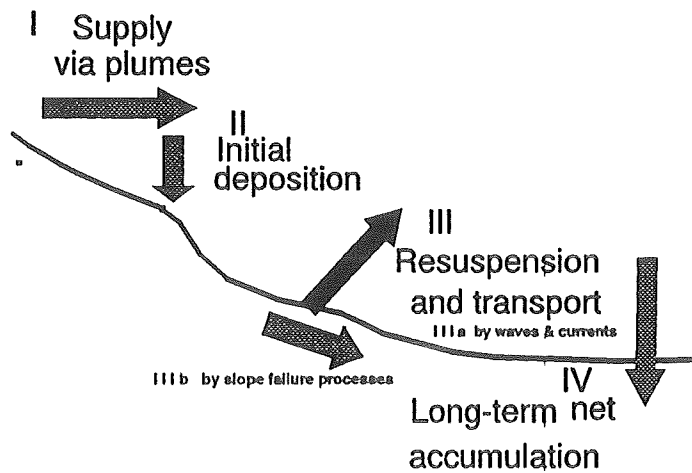 I Supply
via plumes
II
Initial
deposition
III
Resuspension
and transport
III a by waves & currents
III b by slope failure processes
IV
Long-term net
accumulation